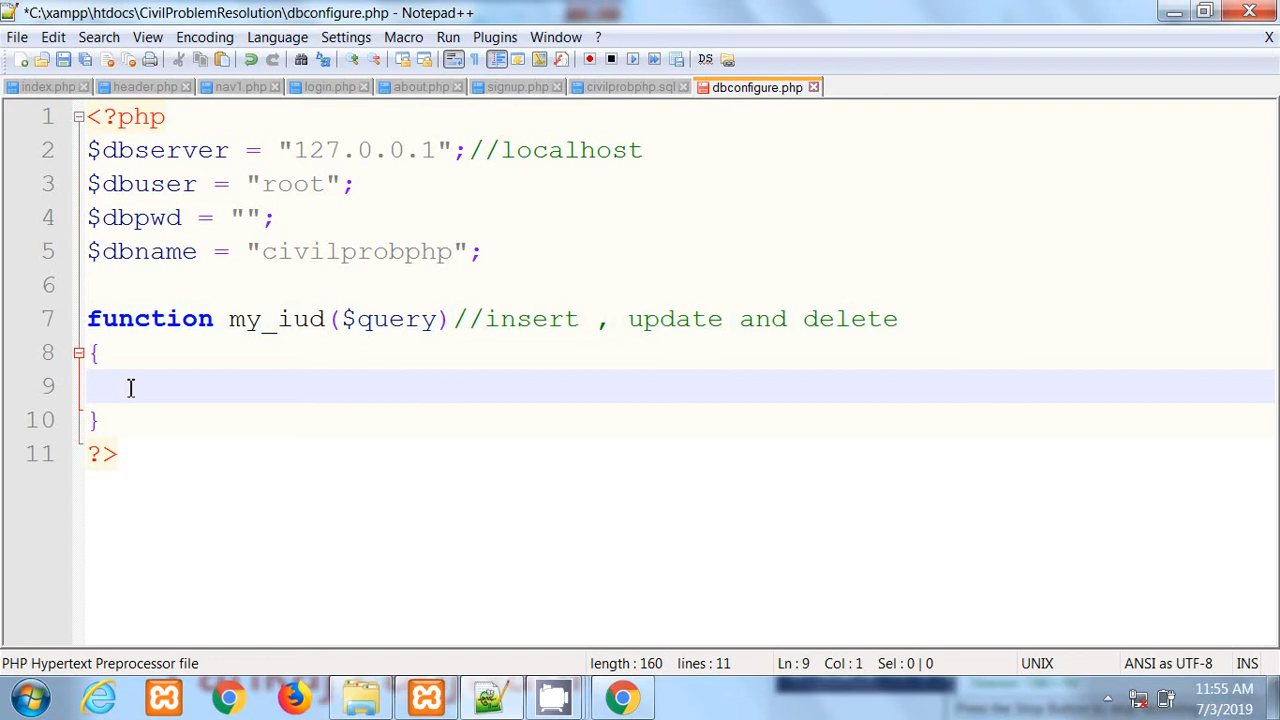 *C:\xampp\htdocs\CivilProblemResolution\dbconfigure.php - Notepad++
File Edit Search View Encoding Language Settings Macro Run Plugins Window ? X
index.php header.php nav1.php login.php about.php signup.php civilprobphp.sql dbconfigure.php
1 <?php
2 $dbserver = "127.0.0.1";//localhost
3 $dbuser = "root";
4 $dbpwd = "";
5 $dbname = "civilprobphp";
6
7 function my_iud($query)//insert , update and delete
8 {
9
10 }
11 ?>
PHP Hypertext Preprocessor file length : 160 lines : 11 Ln : 9 Col : 1 Sel : 0 | 0 UNIX ANSI as UTF-8 INS
11:55 AM
7/3/2019